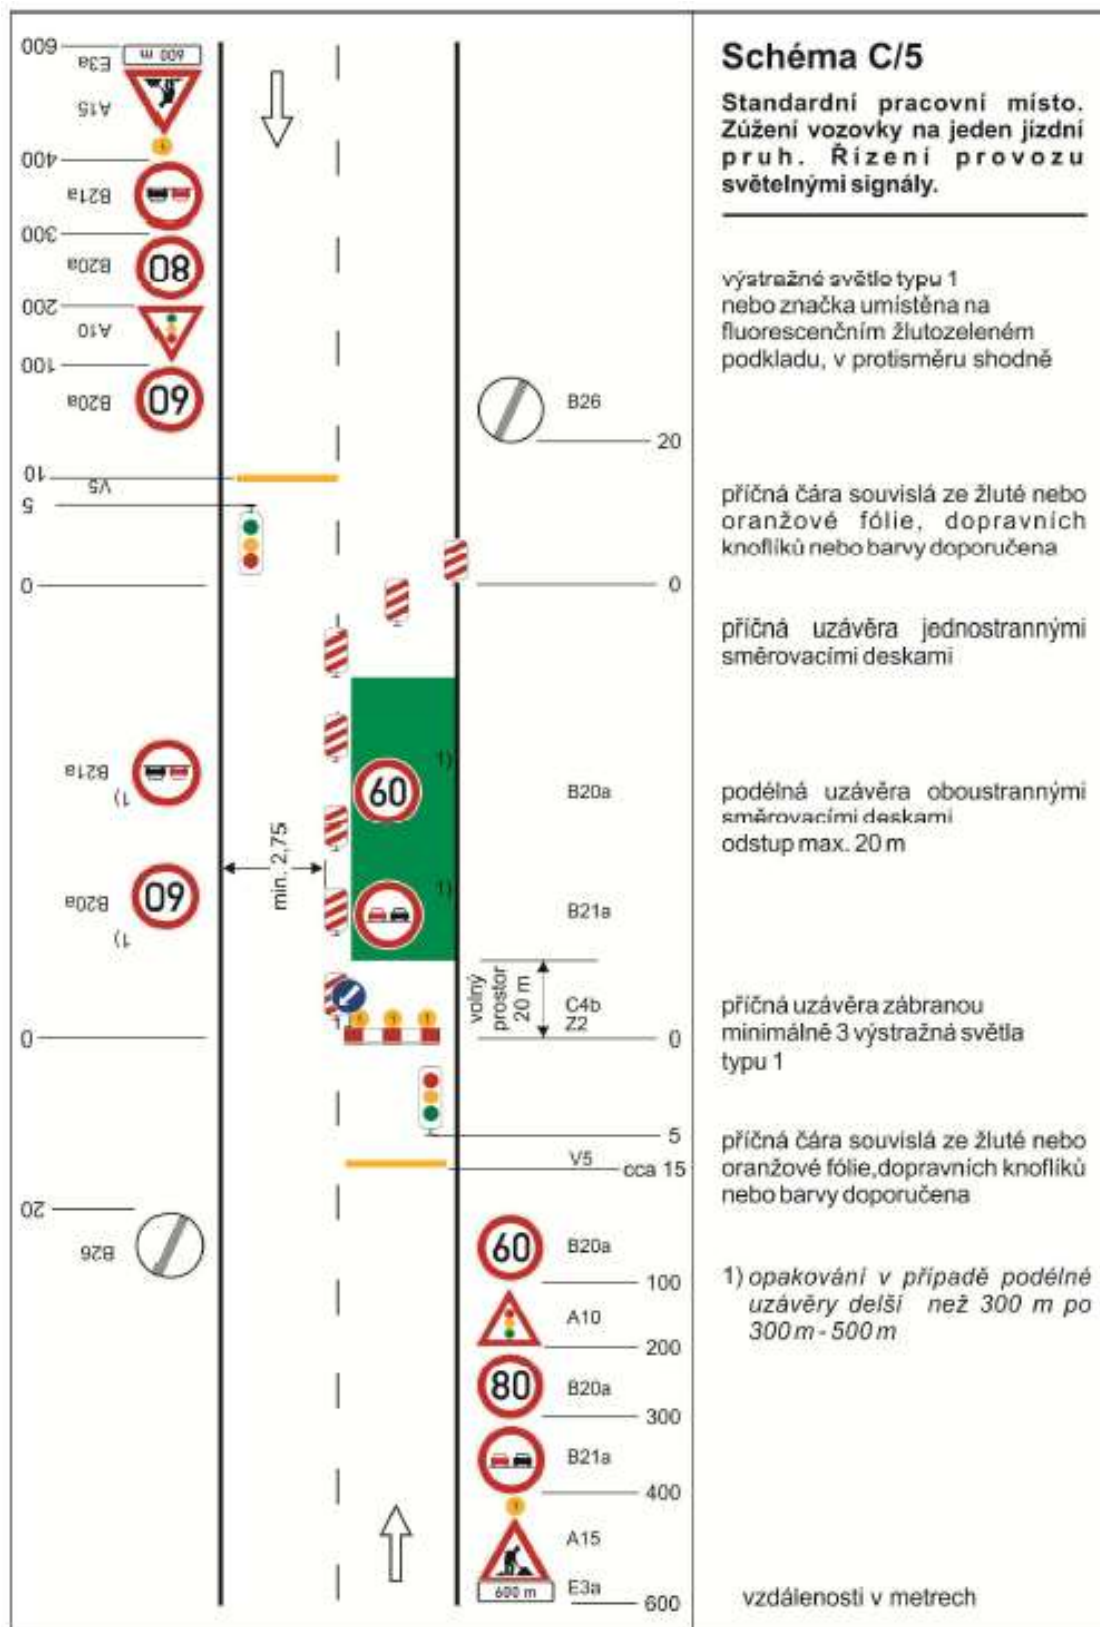 Schéma C/5
Standardní pracovní místo.
Zúžení vozovky na jeden jízdní
pruh. Řízení provozu
světelnými signály.
výstražné světlo typu 1
nebo značka umístěna na
fluorescenčním žlutozeleném
podkladu, v protisměru shodně
příčná čára souvislá ze žluté nebo
oranžové fólie, dopravních
knoflíků nebo barvy doporučena
příčná uzávěra jednostrannými
směrovacími deskami
podélná uzávěra oboustrannými
směrovacími deskami
odstup max. 20 m
příčná uzávěra zábranou
minimálně 3 výstražná světla
typu 1
příčná čára souvislá ze žluté nebo
oranžové fólie,dopravních knoflíků
nebo barvy doporučena
1) opakování v případě podélné
uzávěry delší než 300 m po
300 m - 500 m
vzdálenosti v metrech
600
600 m
E3a
A15
1
400
B21a
300
B20a
80
200
A10
100
B20a
60
10
V5
5
0
B21a
1)
B20a
60
1)
0
20
B26
min. 2,75
B26
20
0
1)
60
B20a
1)
B21a
volný
prostor
20 m
C4b
Z2
1
1
1
0
5
V5
cca 15
60
B20a
100
A10
200
80
B20a
300
B21a
400
1
A15
600 m
E3a
600